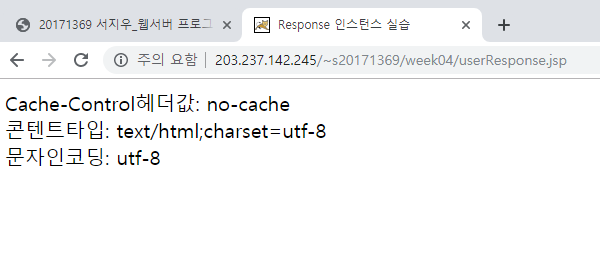 20171369 서지우_웹서버 프로그
Response 인스턴스 실습
주의 요함 203.237.142.245/~s20171369/week04/userResponse.jsp
Cache-Control헤더값: no-cache
콘텐트타입: text/html;charset=utf-8
문자인코딩: utf-8